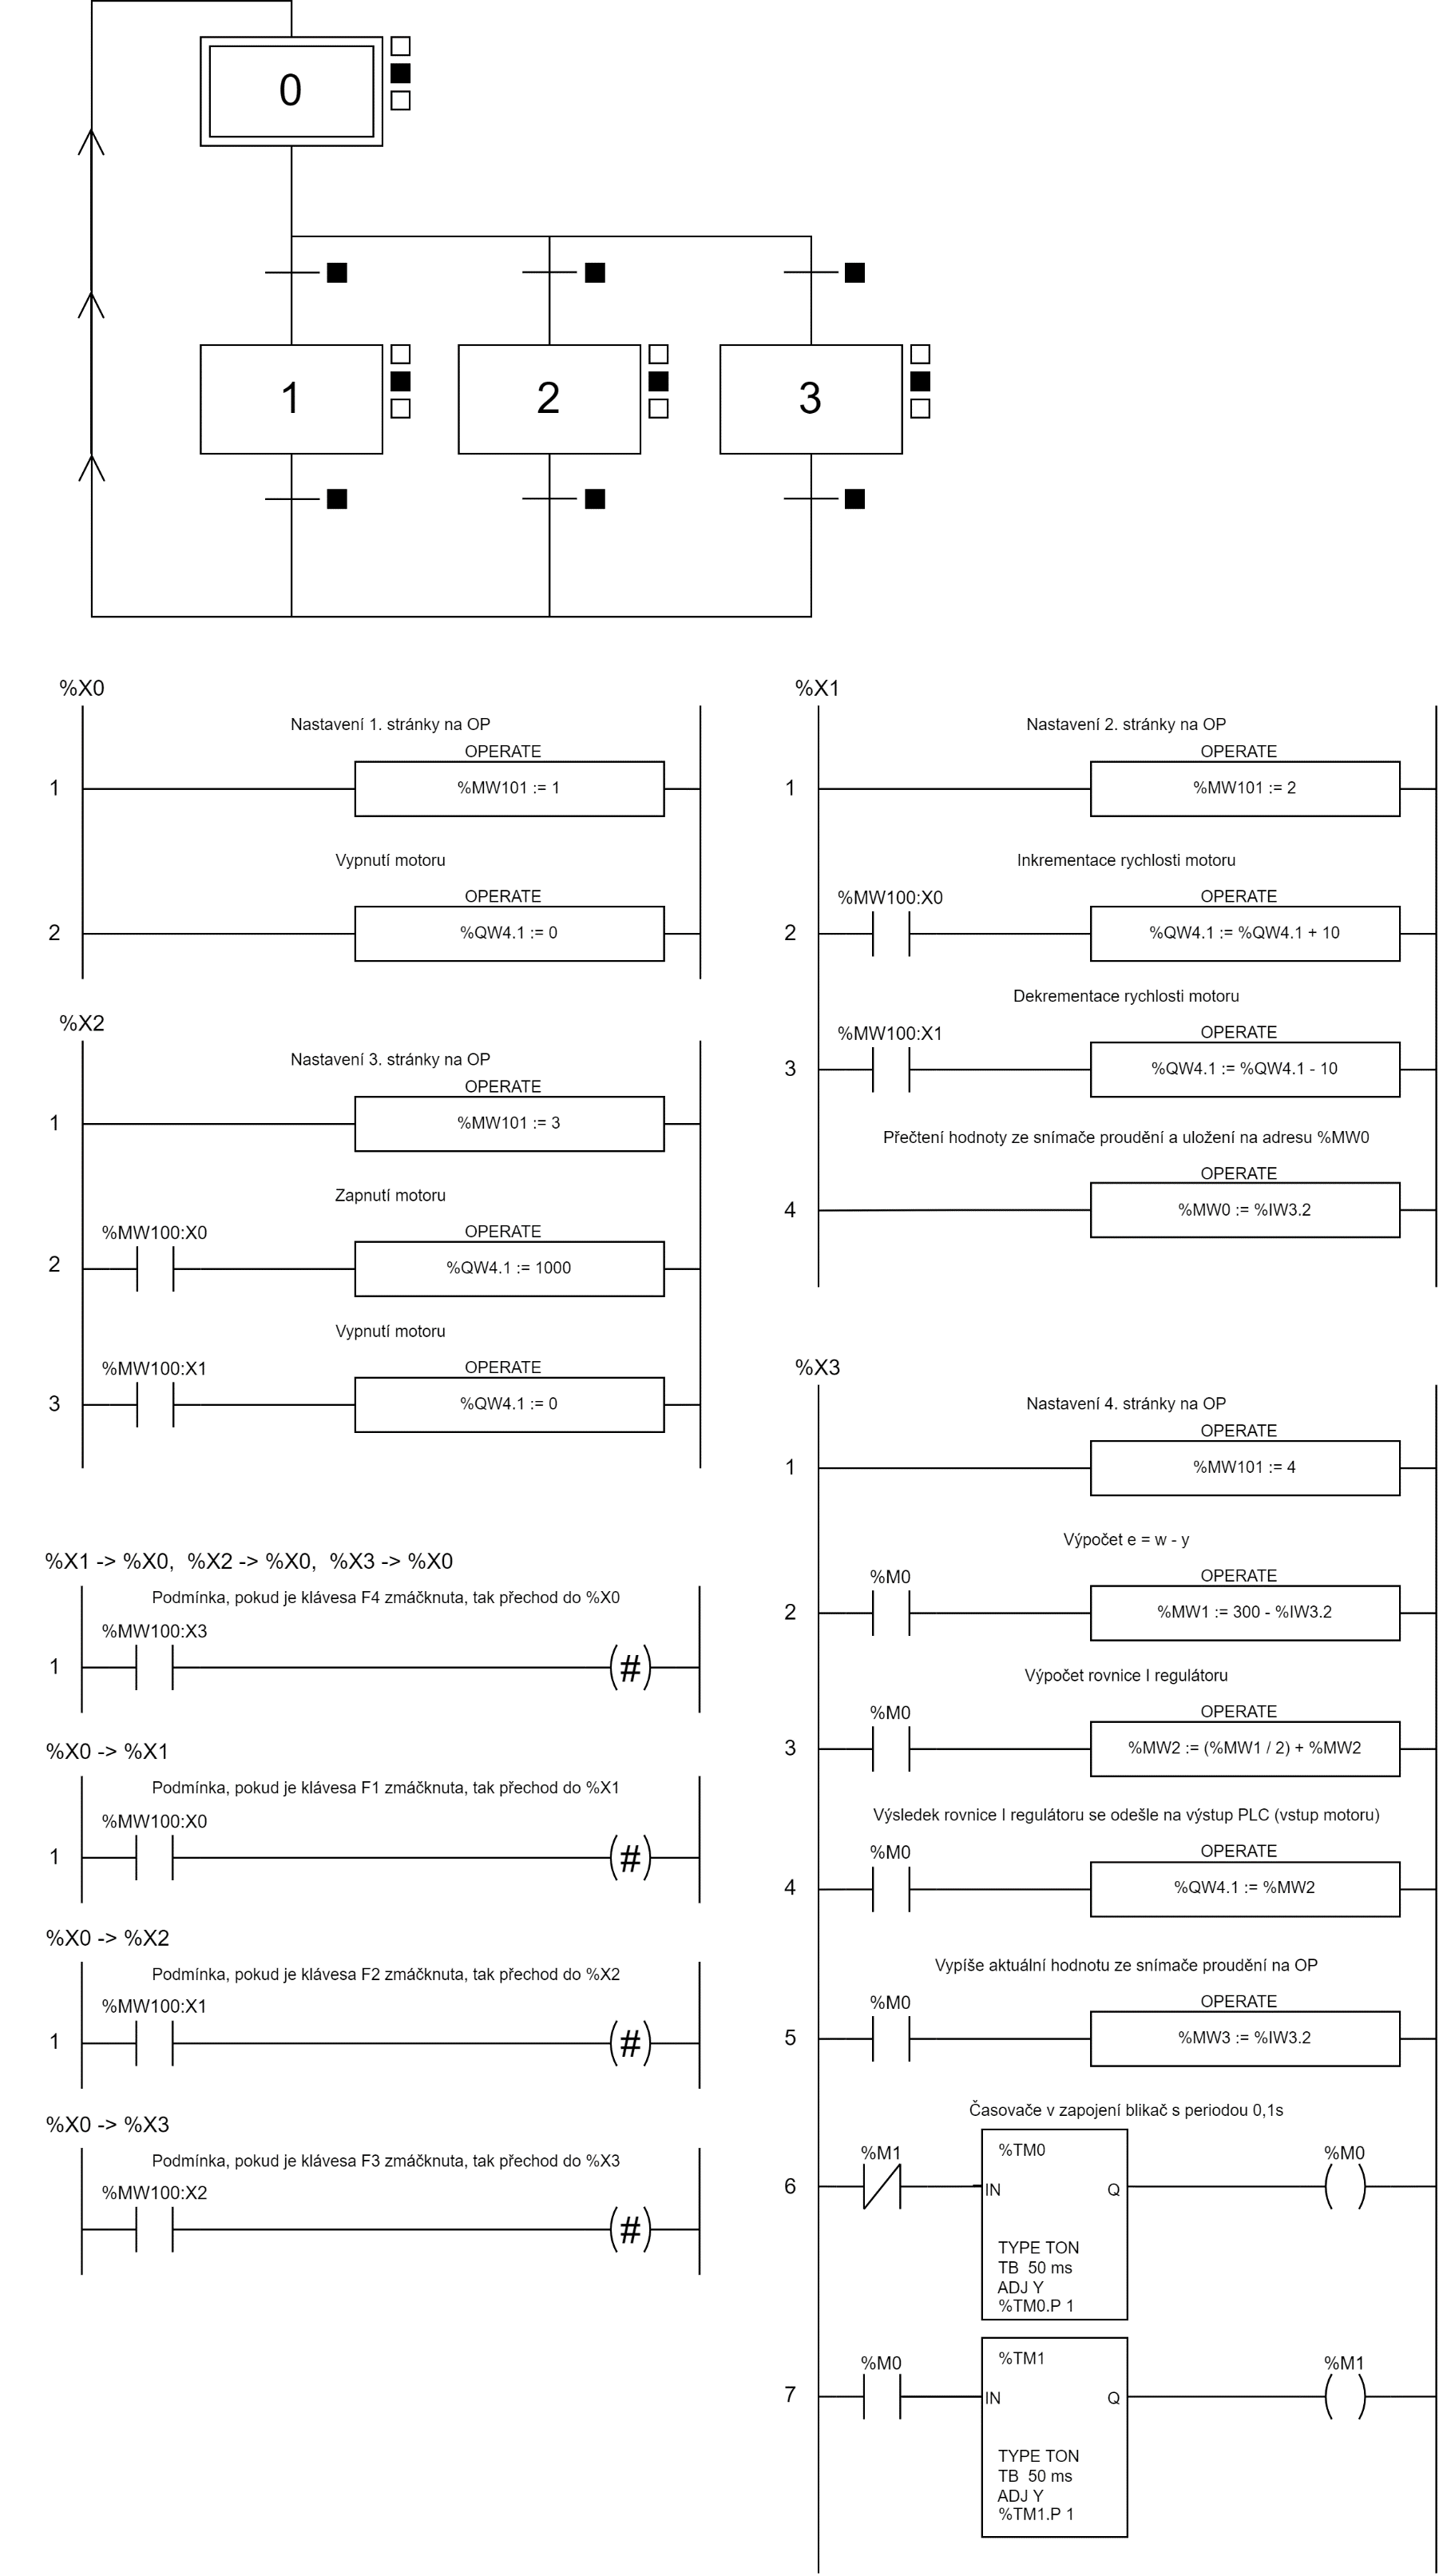 0
1
2
3
%X0
Nastavení 1. stránky na OP
OPERATE
1
%MW101 := 1
Vypnutí motoru
OPERATE
2
%QW4.1 := 0
%X1
Nastavení 2. stránky na OP
OPERATE
1
%MW101 := 2
Inkrementace rychlosti motoru
%MW100:X0
OPERATE
2
%QW4.1 := %QW4.1 + 10
Dekrementace rychlosti motoru
%MW100:X1
OPERATE
3
%QW4.1 := %QW4.1 - 10
Přečtení hodnoty ze snímače proudění a uložení na adresu %MW0
OPERATE
4
%MW0 := %IW3.2
%X2
Nastavení 3. stránky na OP
OPERATE
1
%MW101 := 3
Zapnutí motoru
%MW100:X0
OPERATE
2
%QW4.1 := 1000
Vypnutí motoru
%MW100:X1
OPERATE
3
%QW4.1 := 0
%X3
Nastavení 4. stránky na OP
OPERATE
1
%MW101 := 4
Výpočet e = w - y
%M0
OPERATE
2
%MW1 := 300 - %IW3.2
Výpočet rovnice I regulátoru
%M0
OPERATE
3
%MW2 := (%MW1 / 2) + %MW2
Výsledek rovnice I regulátoru se odešle na výstup PLC (vstup motoru)
%M0
OPERATE
4
%QW4.1 := %MW2
Vypíše aktuální hodnotu ze snímače proudění na OP
%M0
OPERATE
5
%MW3 := %IW3.2
Časovače v zapojení blikač s periodou 0,1s
%M1
%TM0
%M0
6
IN
Q
TYPE TON
TB 50 ms
ADJ Y
%TM0.P 1
%M0
%TM1
%M1
7
IN
Q
TYPE TON
TB 50 ms
ADJ Y
%TM1.P 1
%X1 -> %X0, %X2 -> %X0, %X3 -> %X0
Podmínka, pokud je klávesa F4 zmáčknuta, tak přechod do %X0
%MW100:X3
1
(#)
%X0 -> %X1
Podmínka, pokud je klávesa F1 zmáčknuta, tak přechod do %X1
%MW100:X0
1
(#)
%X0 -> %X2
Podmínka, pokud je klávesa F2 zmáčknuta, tak přechod do %X2
%MW100:X1
1
(#)
%X0 -> %X3
Podmínka, pokud je klávesa F3 zmáčknuta, tak přechod do %X3
%MW100:X2
(#)